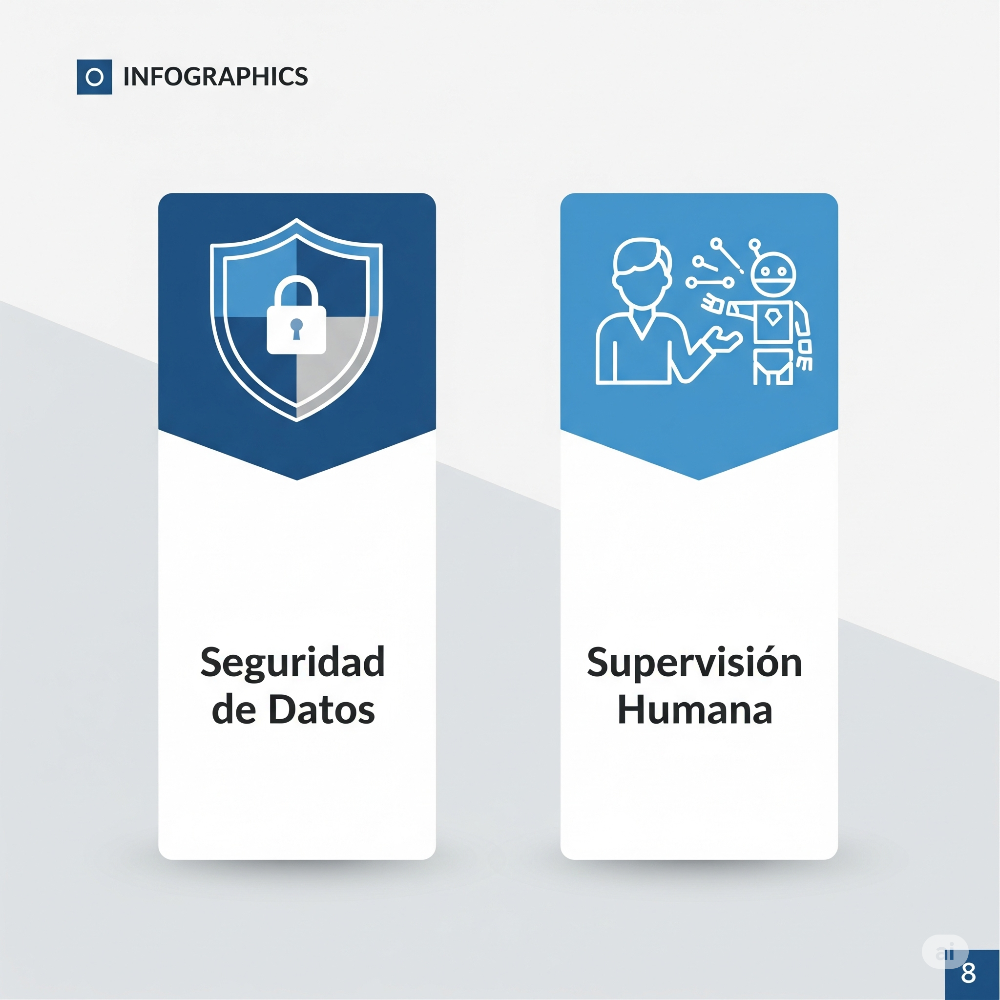 INFOGRAPHICS
Seguridad
de Datos
Supervisión
Humana
ai
8